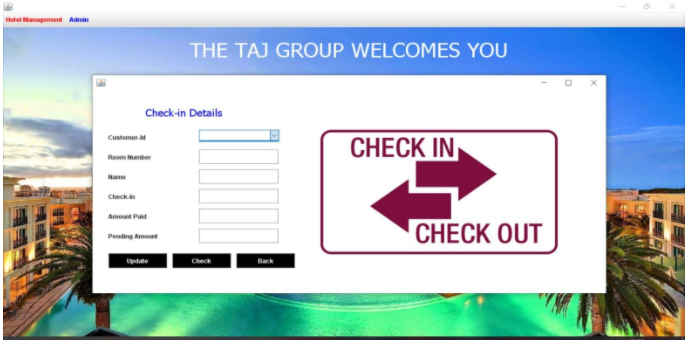 Hotel Management Admin
THE TAJ GROUP WELCOMES YOU
Check-in Details
Customer-Id
Room Number
Name
Check-In
Amount Paid
Pending Amount
Update Check Back
CHECK IN
CHECK OUT